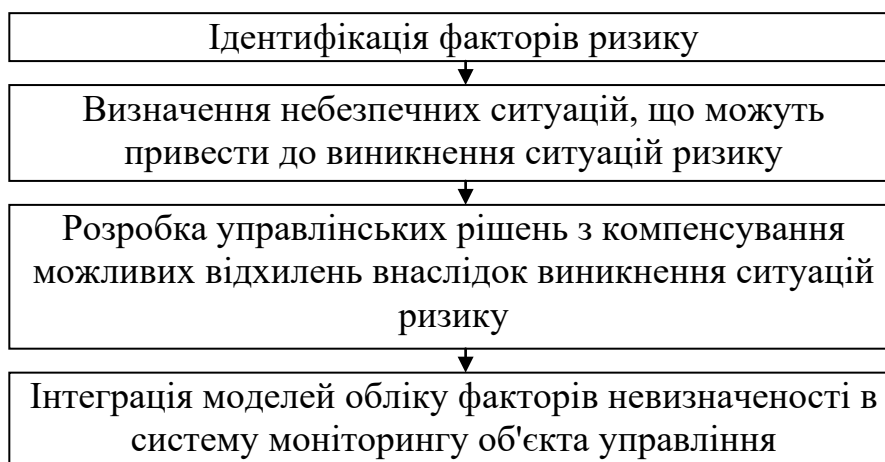 Ідентифікація факторів ризику
Визначення небезпечних ситуацій, що можуть
привести до виникнення ситуацій ризику
Розробка управлінських рішень з компенсування
можливих відхилень внаслідок виникнення ситуацій
ризику
Інтеграція моделей обліку факторів невизначеності в
систему моніторингу об'єкта управління